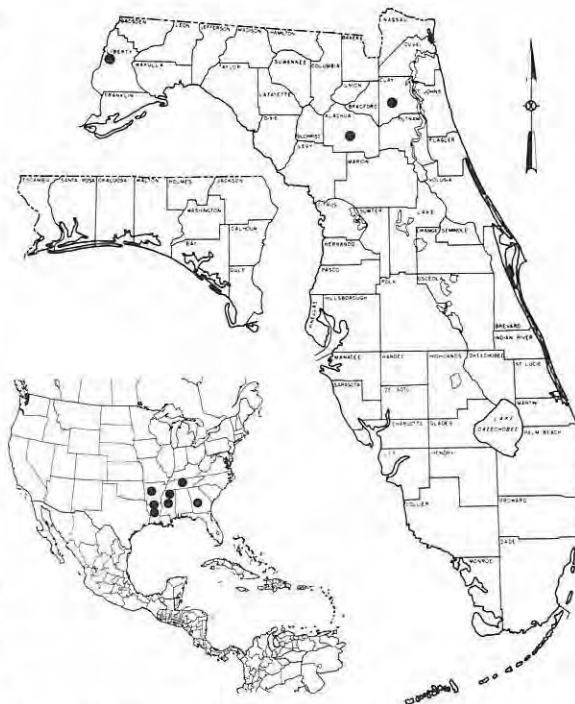 NASSAU
GADSDEN
LEON
JEFFERSON
MADISON
HAMILTON
BAKER
DUVAL
LIBERTY
WAKULLA
TAYLOR
SUWANNEE
COLUMBIA
UNION
CLAY
FRANKLIN
LAFAYETTE
BRADFORD
JOHNS
DIXIE
GILCHRIST
ALACHUA
PUTNAM
LEVY
FLAGLER
MARION
VOLUSIA
ESCAMBIA
SANTA ROSA
OKALOOSA
WALTON
HOLMES
JACKSON
WASHINGTON
CALHOUN
BAY
GULF
CITRUS
SUMTER
LAKE
ORANGE
SEMINOLE
HERNANDO
PASCO
POLK
OSCEOLA
PINELLAS
HILLSBOROUGH
BREVARD
INDIAN RIVER
MANATEE
HARDEE
HIGHLANDS
OKEECHOBEE
ST LUCIE
SARASOTA
DE SOTO
MARTIN
CHARLOTTE
GLADES
LAKE
OKEECHOBEE
PALM BEACH
LEE
HENDRY
COLLIER
BROWARD
DADE
MONROE